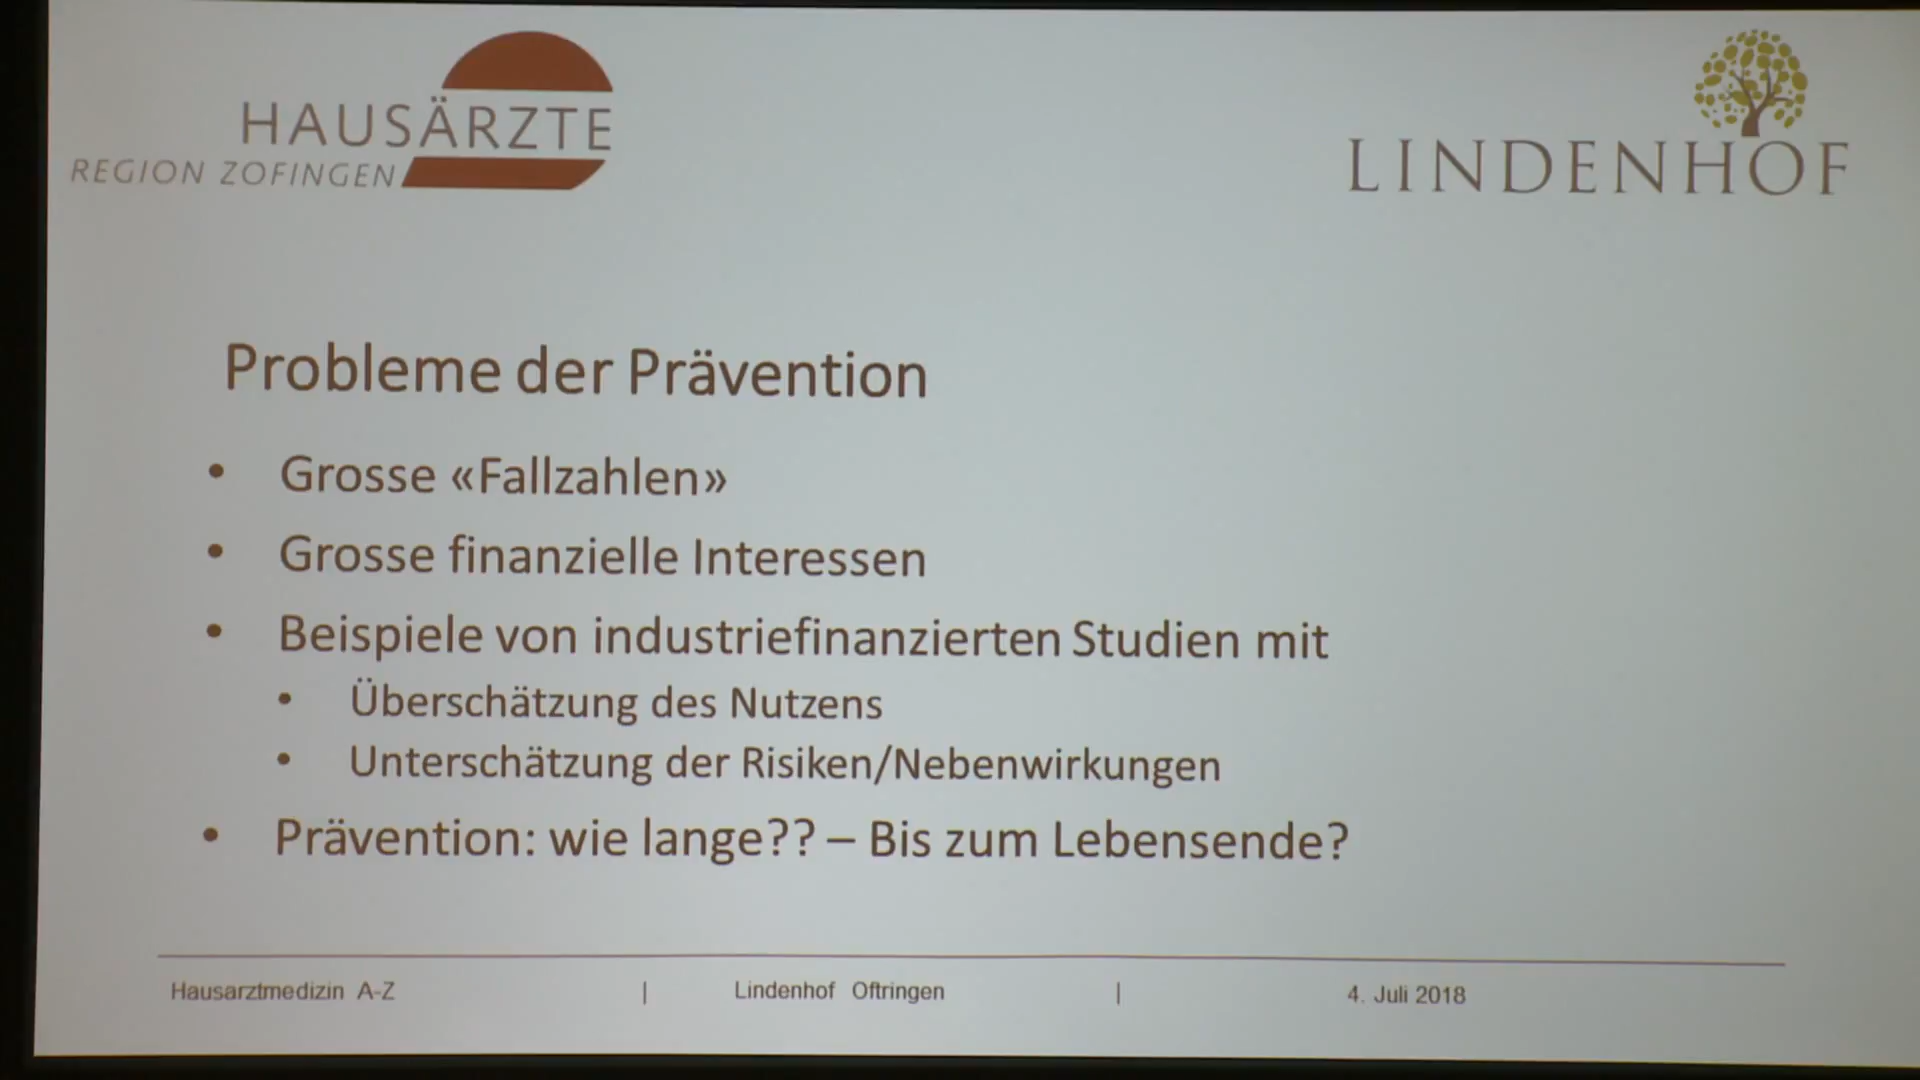 HAUSÄRZTE
REGION ZOFINGEN
LINDENHOF
Probleme der Prävention
• Grosse «Fallzahlen»
• Grosse finanzielle Interessen
• Beispiele von industriefinanzierten Studien mit
• Überschätzung des Nutzens
• Unterschätzung der Risiken/Nebenwirkungen
• Prävention: wie lange?? – Bis zum Lebensende?
Hausarztmedizin A-Z | Lindenhof Oftringen | 4. Juli 2018